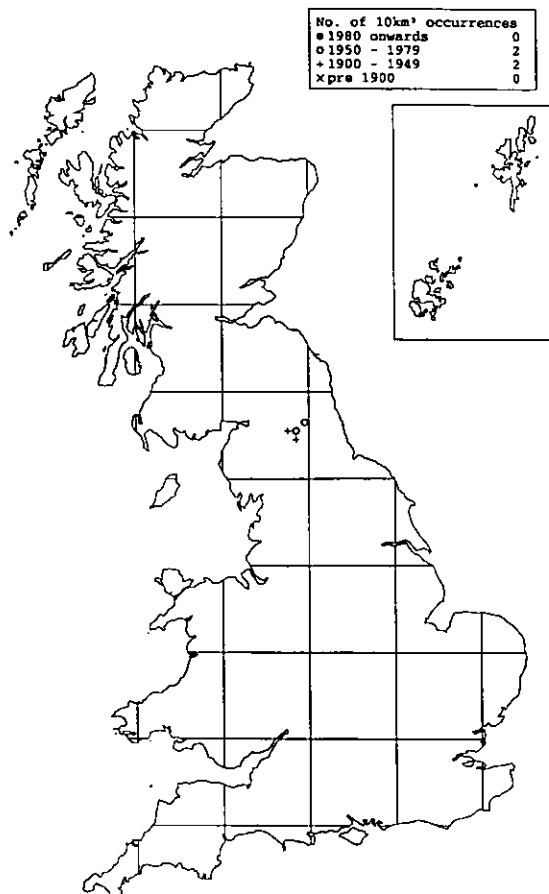 No. of 10km² occurrences
● 1980 onwards 0
o 1950 - 1979 2
+ 1900 - 1949 2
x pre 1900 0